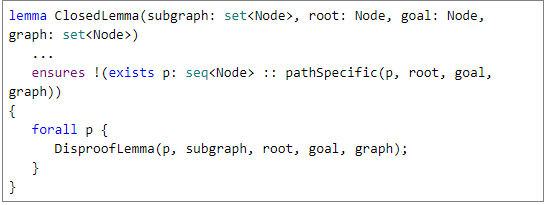 lemma ClosedLemma(subgraph: set<Node>, root: Node, goal: Node,
graph: set<Node>)
...
ensures !(exists p: seq<Node> :: pathSpecific(p, root, goal,
graph))
{
forall p {
DisproofLemma(p, subgraph, root, goal, graph);
}
}